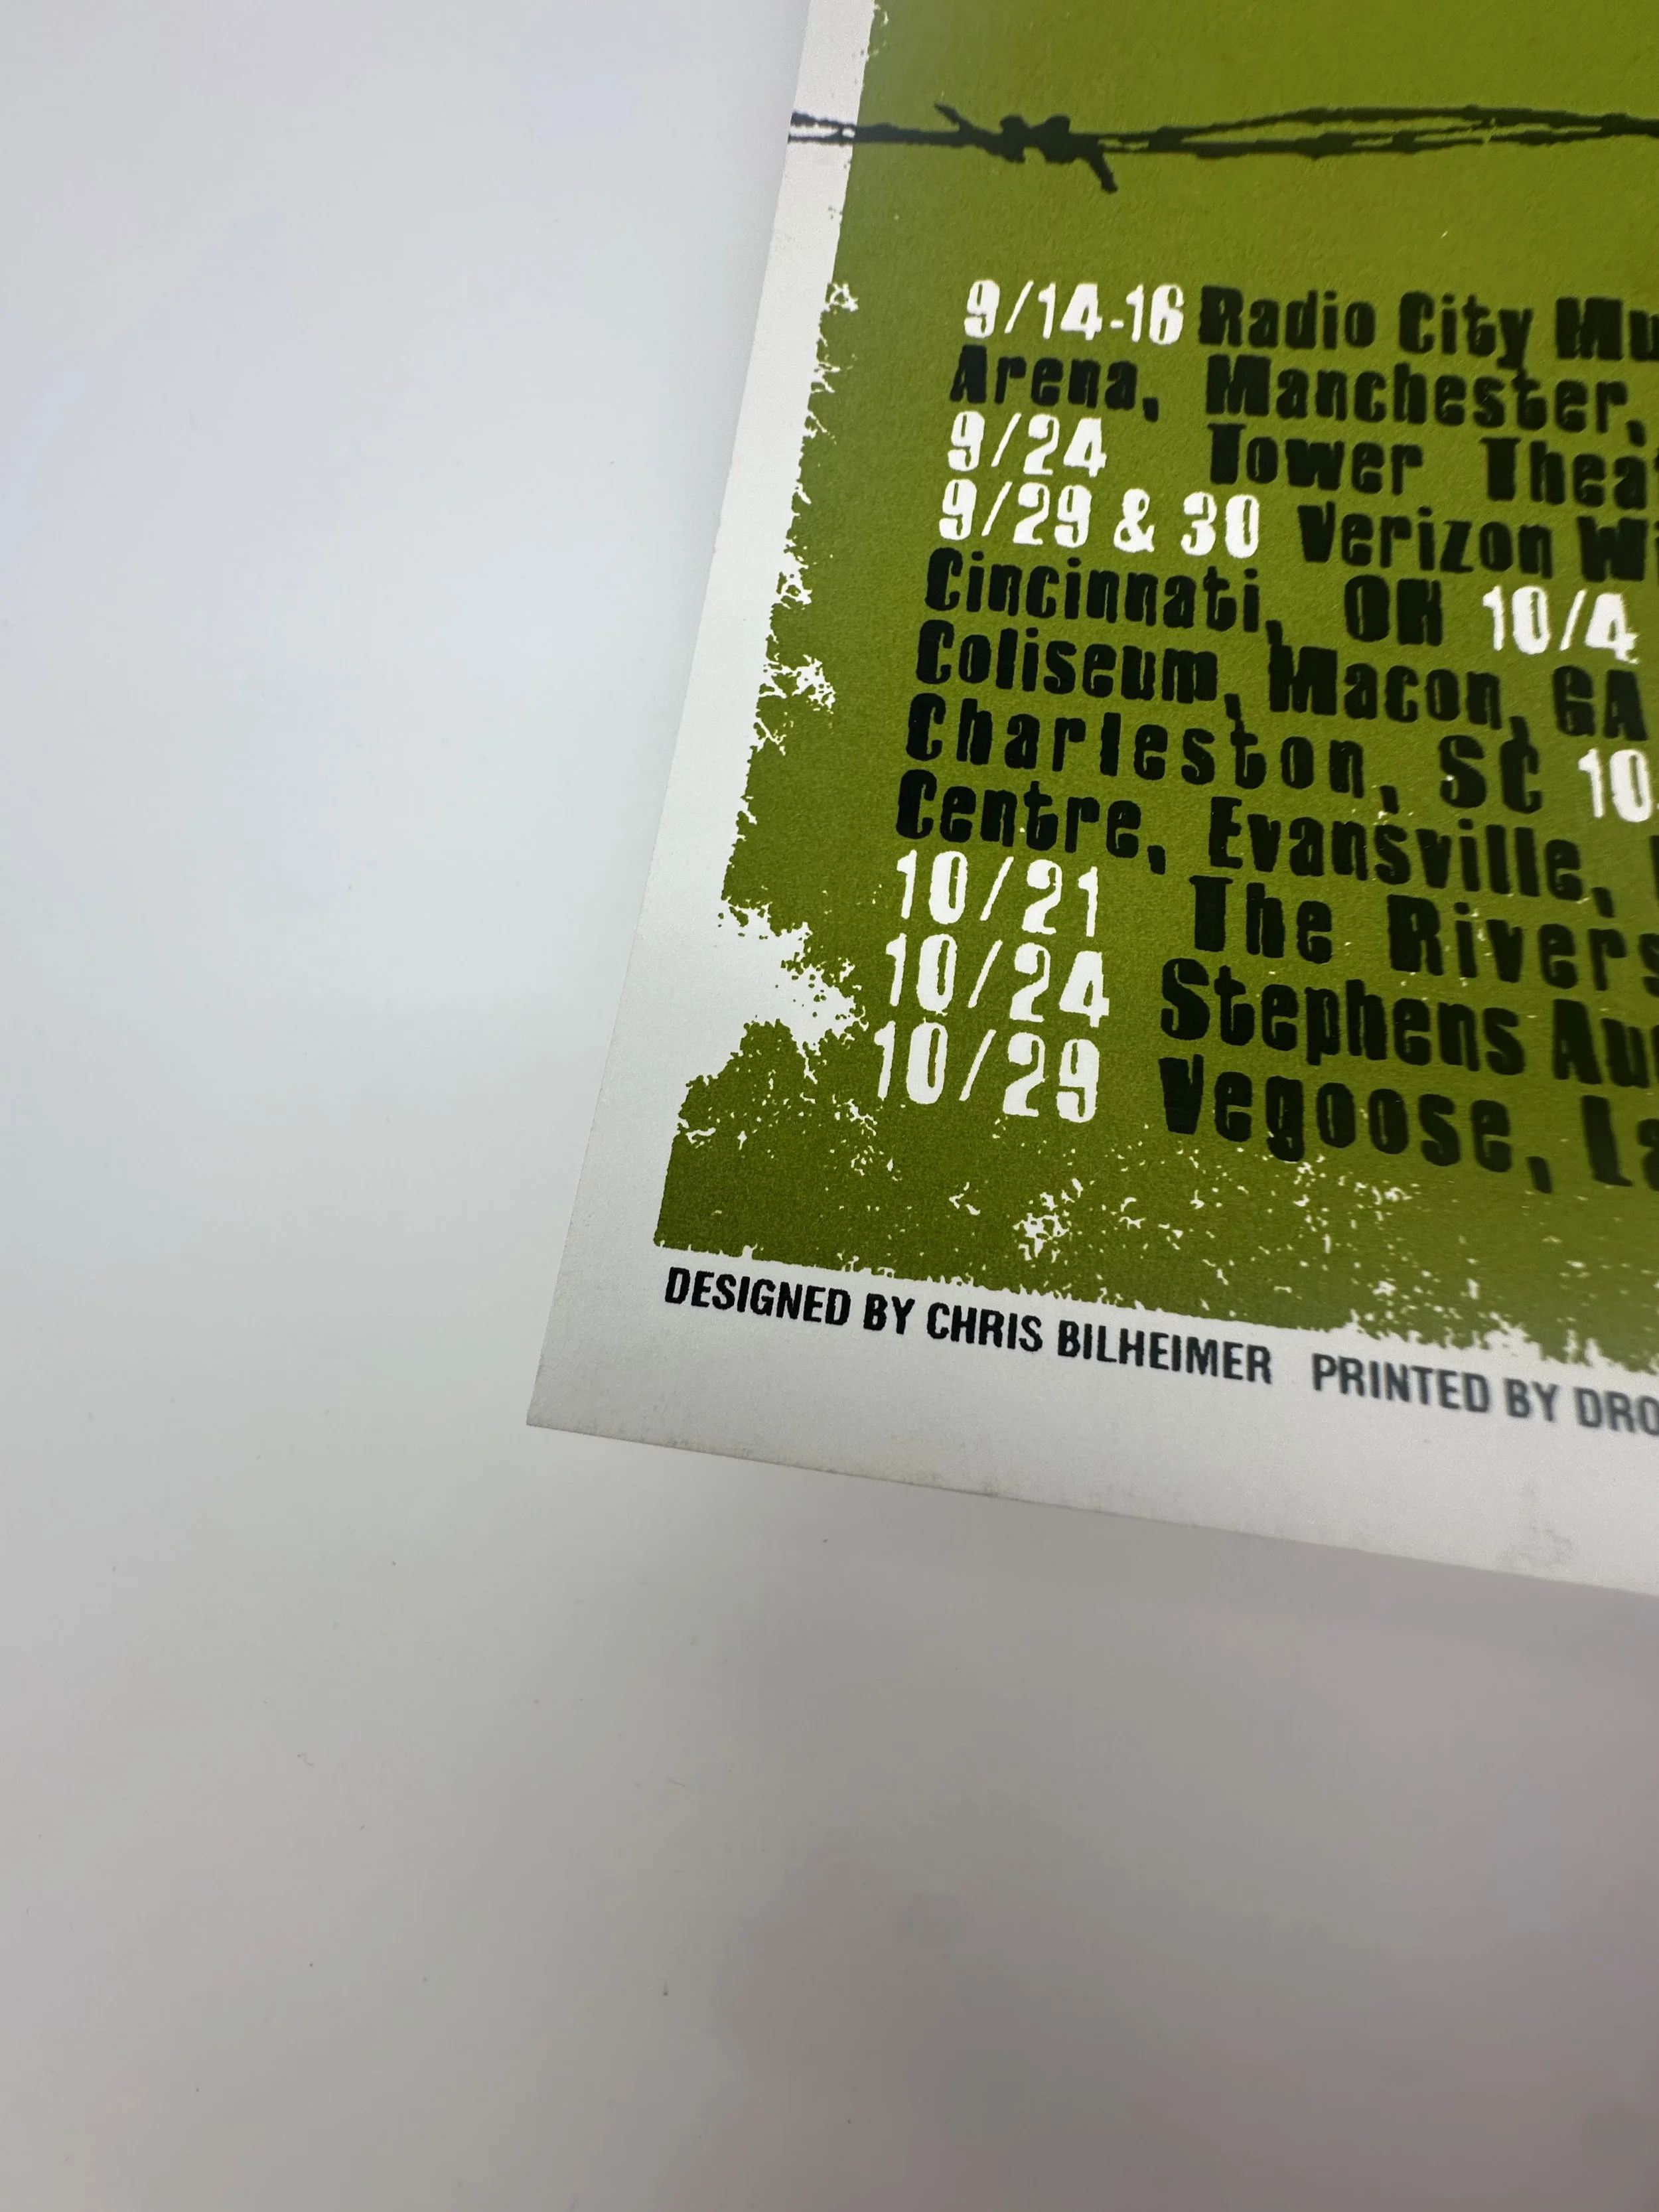 9/14-16 Radio City
Arena, Manchester,
9/24 Tower
9/29 & 30 Verizon
Cincinnati, OH 10/4
Coliseum, Macon, GA
Charleston, SC
Centre, Evansville,
10/21 The
10/24 Stephens
10/29 Vegoose,
DESIGNED BY CHRIS BILHEIMER PRINTED BY